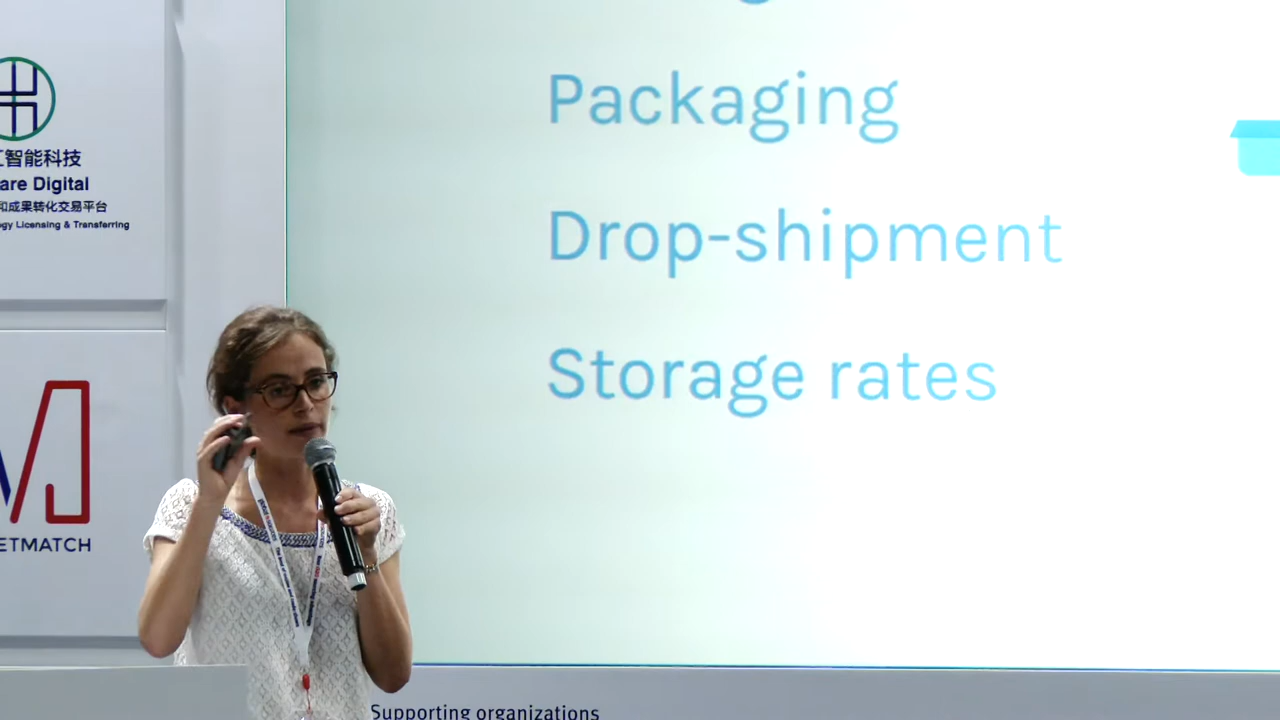 智能科技
are Digital
和成果转化交易平台
gy Licensing & Transferring
ETMATCH
Packaging
Drop-shipment
Storage rates
Supporting organizations